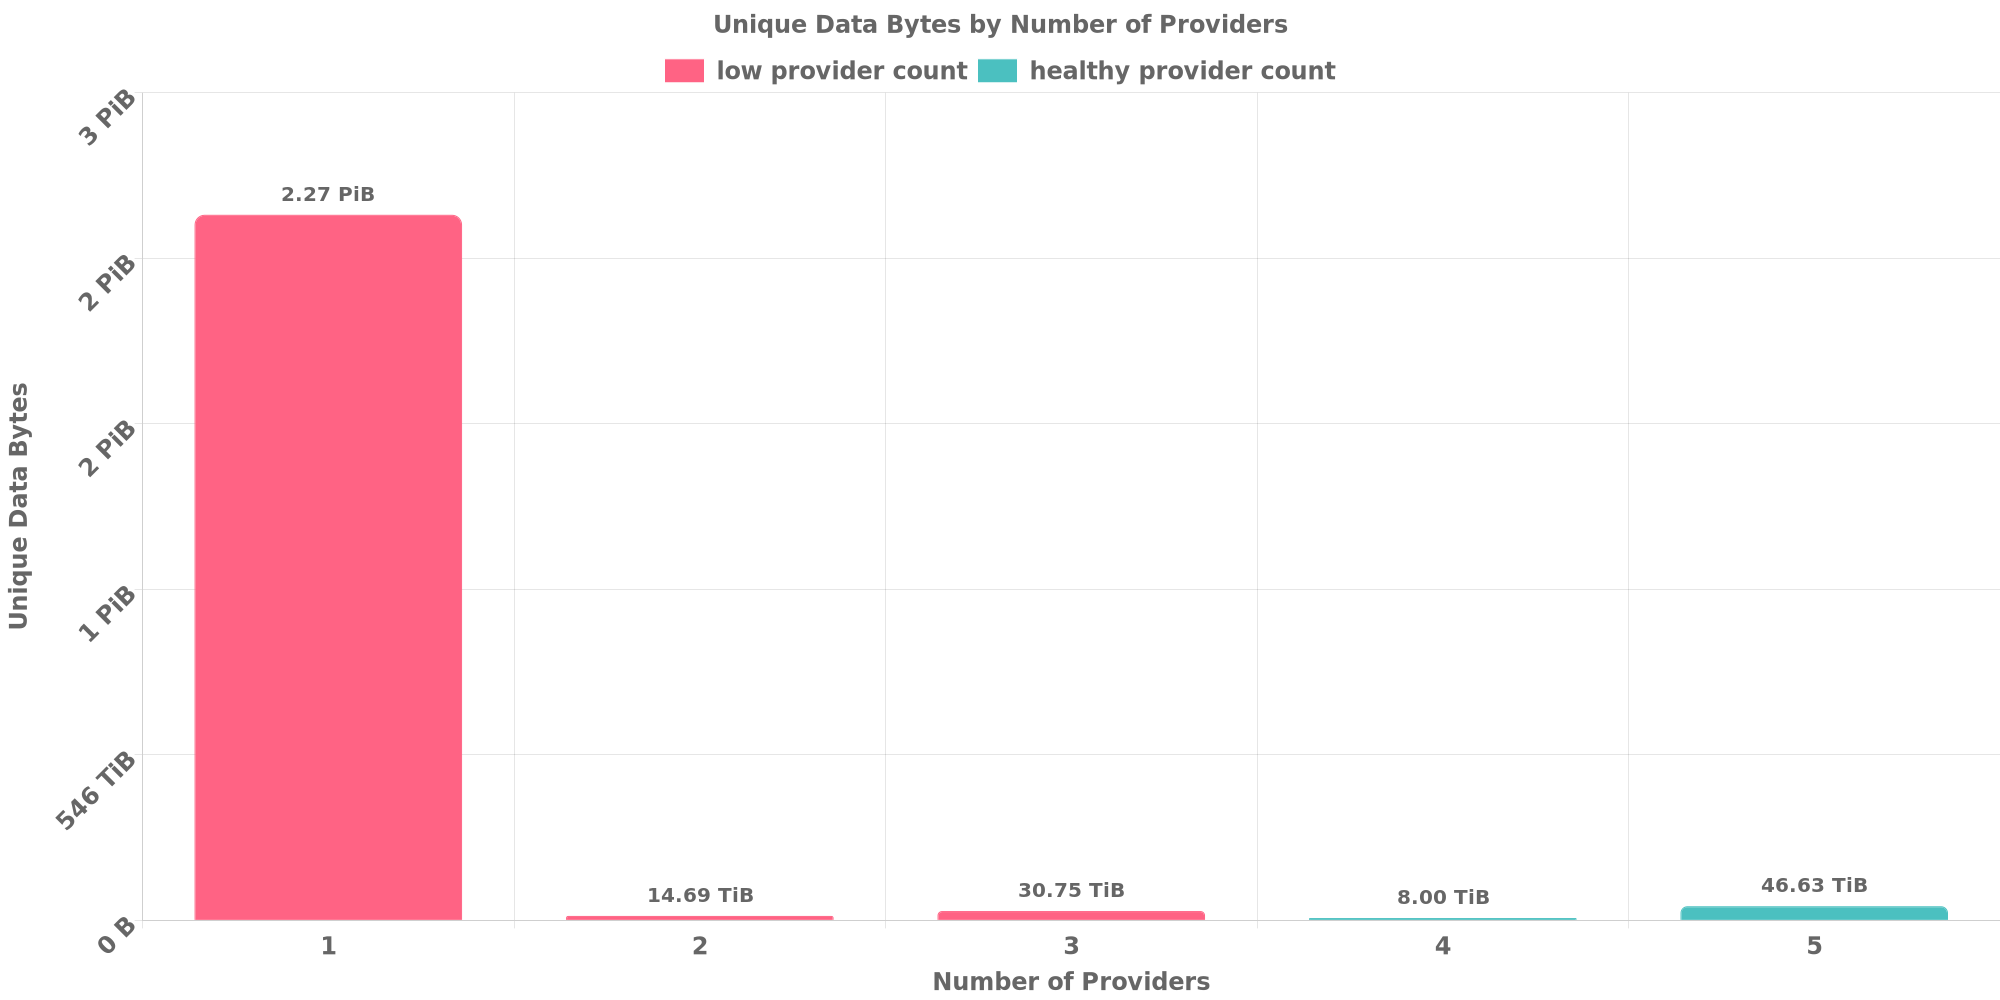 Unique Data Bytes by Number of Providers
low provider count healthy provider count
3 PiB
2 PiB
2 PiB
1 PiB
546 TiB
0 B
Unique Data Bytes
2.27 PiB
14.69 TiB
30.75 TiB
8.00 TiB
46.63 TiB
1 2 3 4 5
Number of Providers